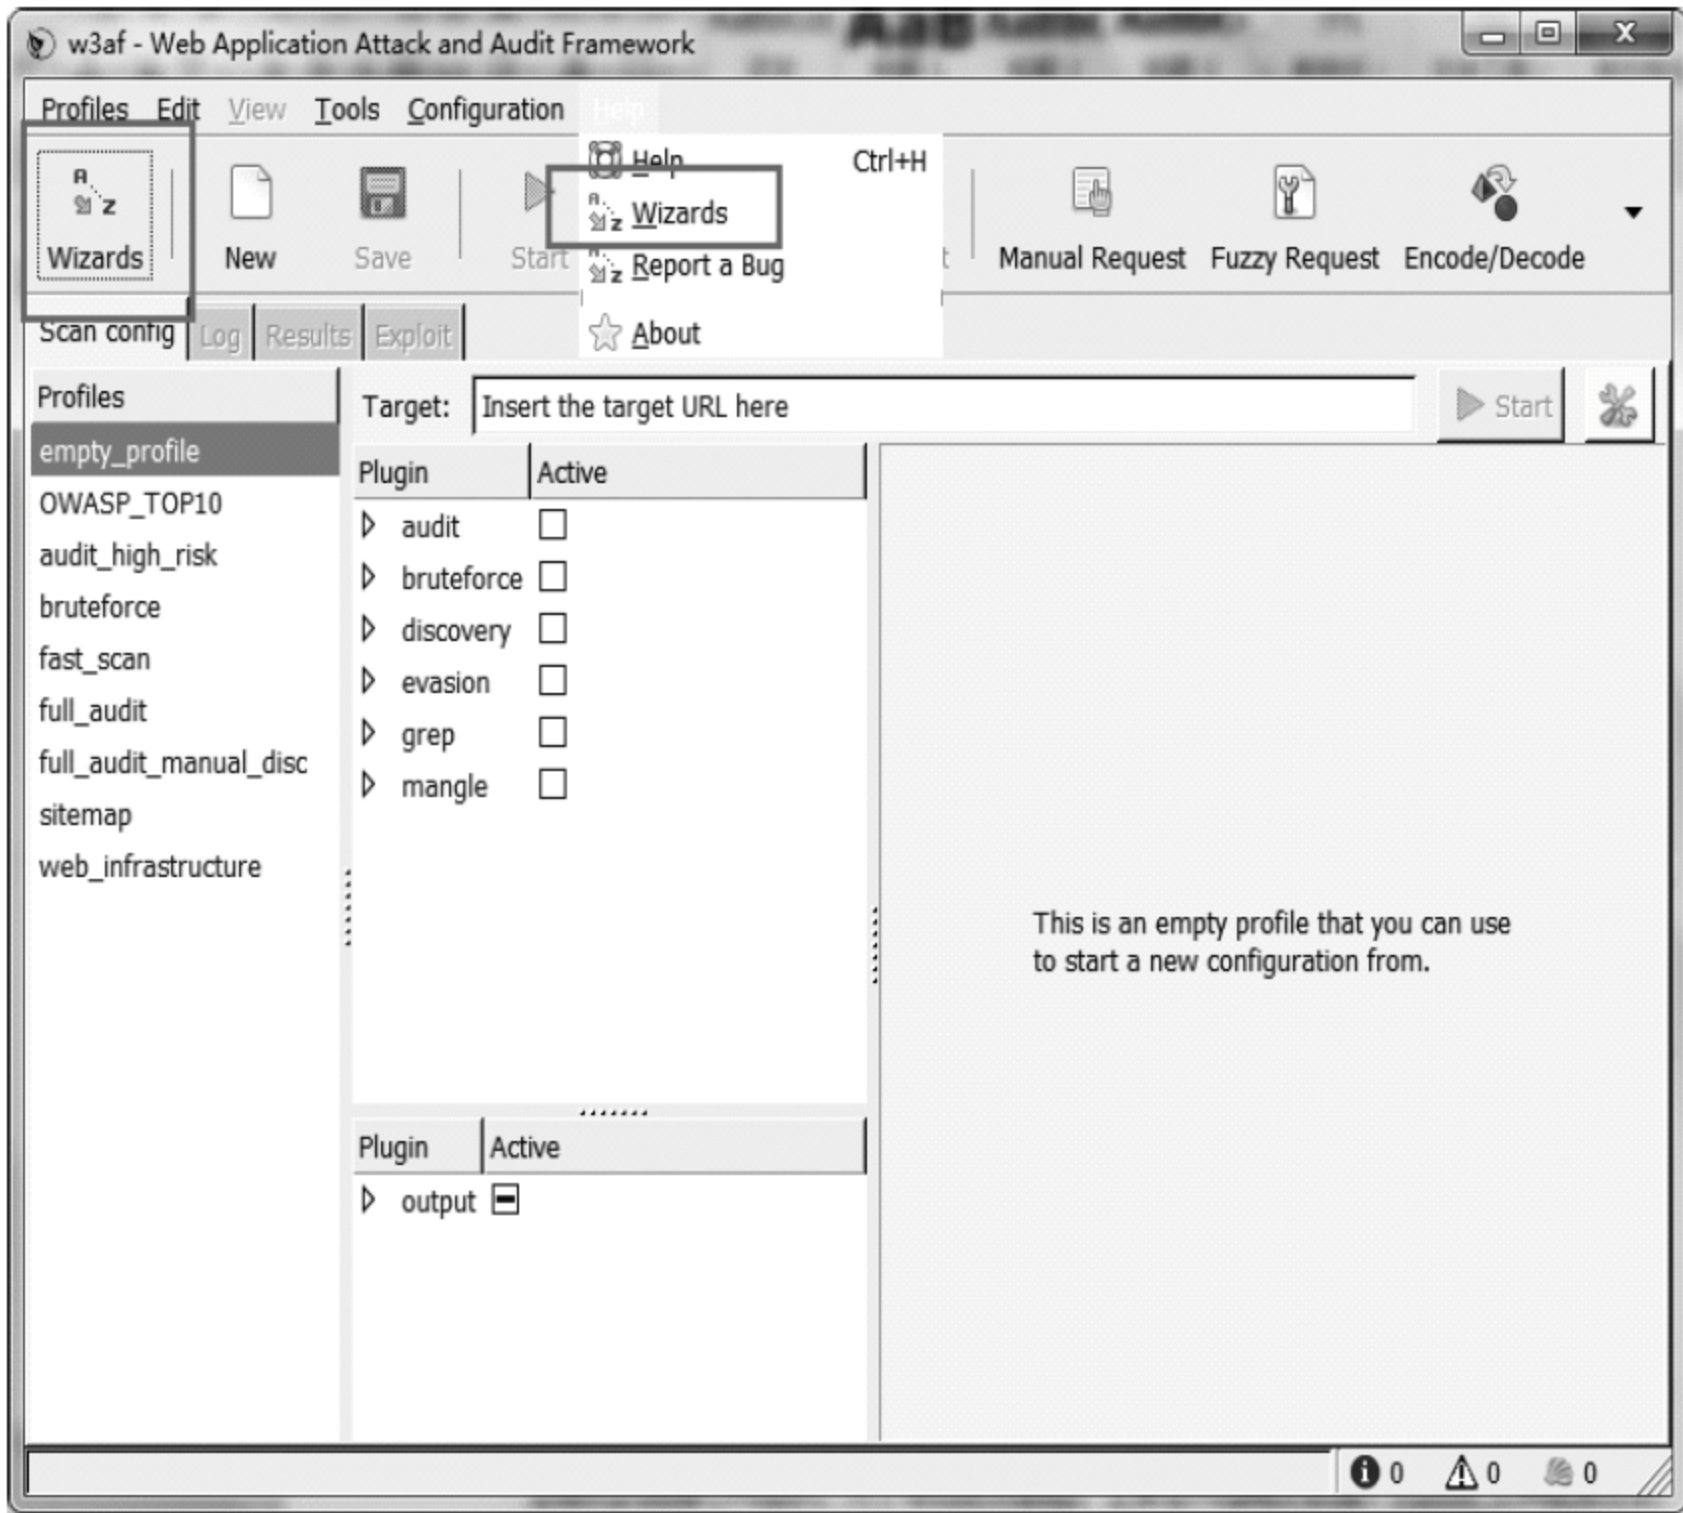 w3af - Web Application Attack and Audit Framework
X
Profiles Edit View Tools Configuration Help
Help Ctrl+H
Wizards
Report a Bug
About
Wizards New Save Start t Manual Request Fuzzy Request Encode/Decode
Scan config Log Results Exploit
Profiles
empty_profile
OWASP_TOP10
audit_high_risk
bruteforce
fast_scan
full_audit
full_audit_manual_disc
sitemap
web_infrastructure
Target: Insert the target URL here Start
Plugin Active
audit
bruteforce
discovery
evasion
grep
mangle
Plugin Active
output
This is an empty profile that you can use
to start a new configuration from.
0 0 0